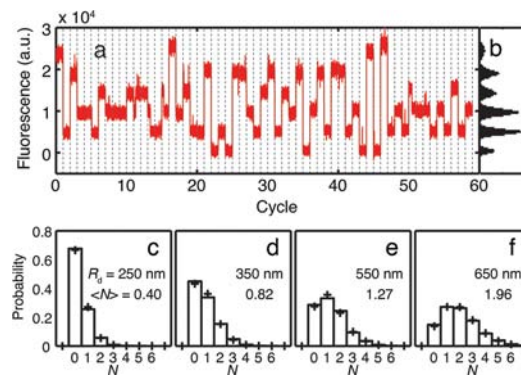 x 10⁴
3
2
1
0
Fluorescence (a.u.)
a
b
0 10 20 30 40 50 60
Cycle
0.8
0.6
0.4
0.2
0.0
Probability
c
R_d = 250 nm
<N> = 0.40
d
350 nm
0.82
e
550 nm
1.27
f
650 nm
1.96
0 1 2 3 4 5 6
0 1 2 3 4 5 6
0 1 2 3 4 5 6
0 1 2 3 4 5 6
N
N
N
N